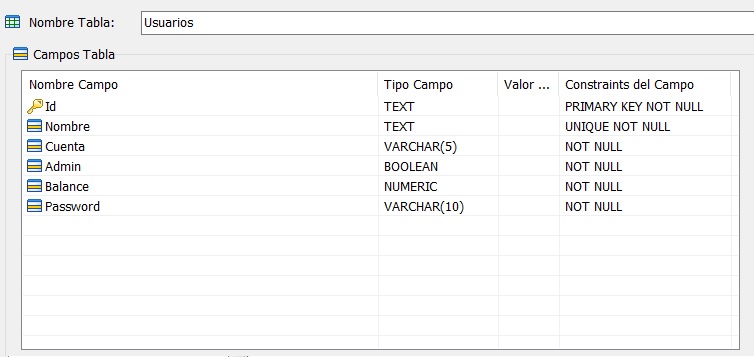 Nombre Tabla: Usuarios
Campos Tabla
Nombre Campo Tipo Campo Valor ... Constraints del Campo
Id TEXT PRIMARY KEY NOT NULL
Nombre TEXT UNIQUE NOT NULL
Cuenta VARCHAR(5) NOT NULL
Admin BOOLEAN NOT NULL
Balance NUMERIC NOT NULL
Password VARCHAR(10) NOT NULL